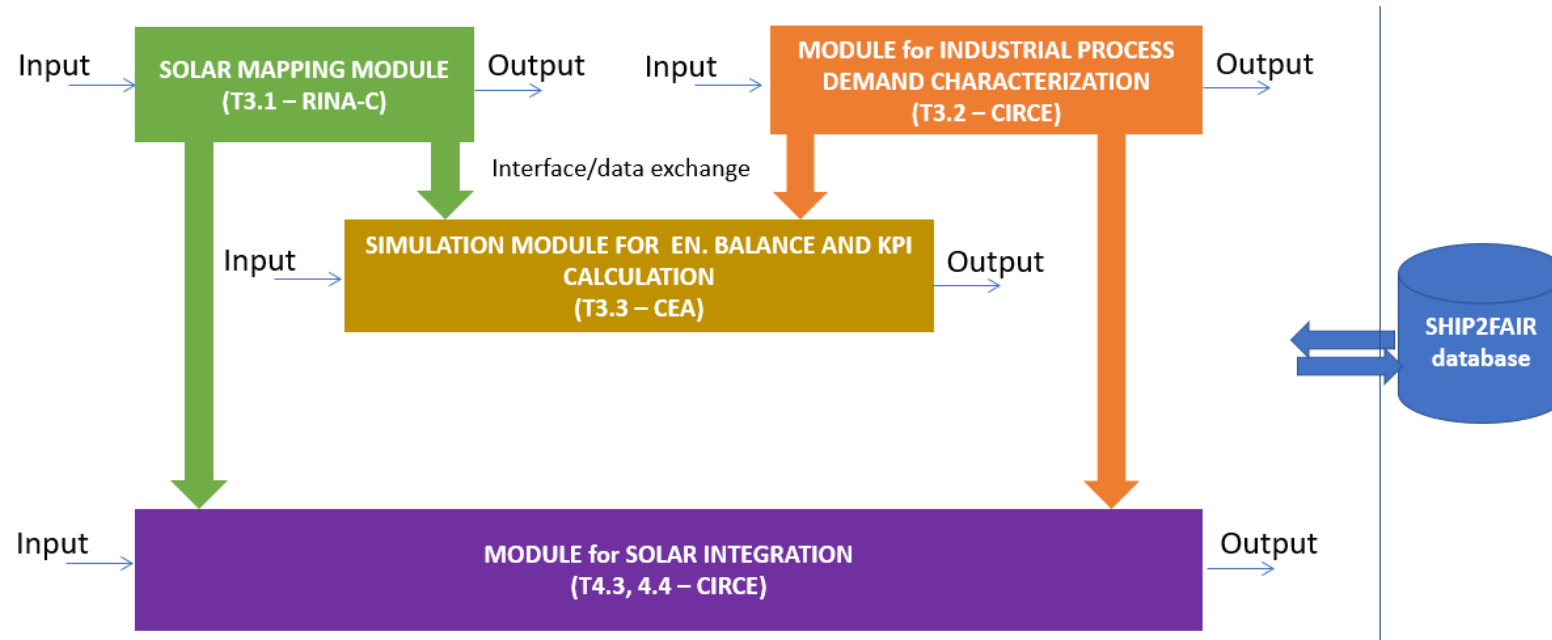 Input
SOLAR MAPPING MODULE
(T3.1 – RINA-C)
Output
Input
MODULE for INDUSTRIAL PROCESS
DEMAND CHARACTERIZATION
(T3.2 – CIRCE)
Output
Interface/data exchange
Input
SIMULATION MODULE FOR EN. BALANCE AND KPI
CALCULATION
(T3.3 – CEA)
Output
SHIP2FAIR
database
Input
MODULE for SOLAR INTEGRATION
(T4.3, 4.4 – CIRCE)
Output